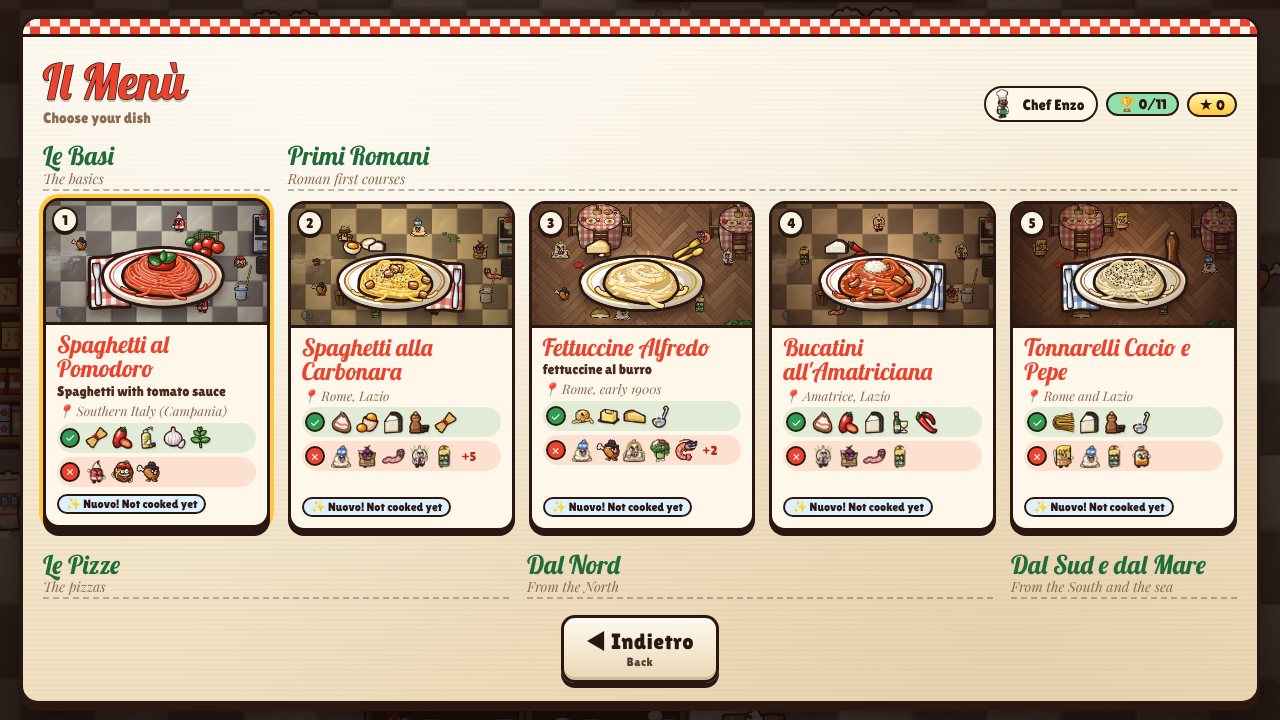 Il Menù
Choose your dish
Chef Enzo
0/11
★ 0
Le Basi
The basics
Primi Romani
Roman first courses
1
Spaghetti al
Pomodoro
Spaghetti with tomato sauce
Southern Italy (Campania)
Nuovo! Not cooked yet
2
Spaghetti alla
Carbonara
Rome, Lazio
+5
Nuovo! Not cooked yet
3
Fettuccine Alfredo
fettuccine al burro
Rome, early 1900s
+2
Nuovo! Not cooked yet
4
Bucatini
all'Amatriciana
Amatrice, Lazio
Nuovo! Not cooked yet
5
Tonnarelli Cacio e
Pepe
Rome and Lazio
Nuovo! Not cooked yet
Le Pizze
The pizzas
Dal Nord
From the North
Dal Sud e dal Mare
From the South and the sea
◀ Indietro
Back